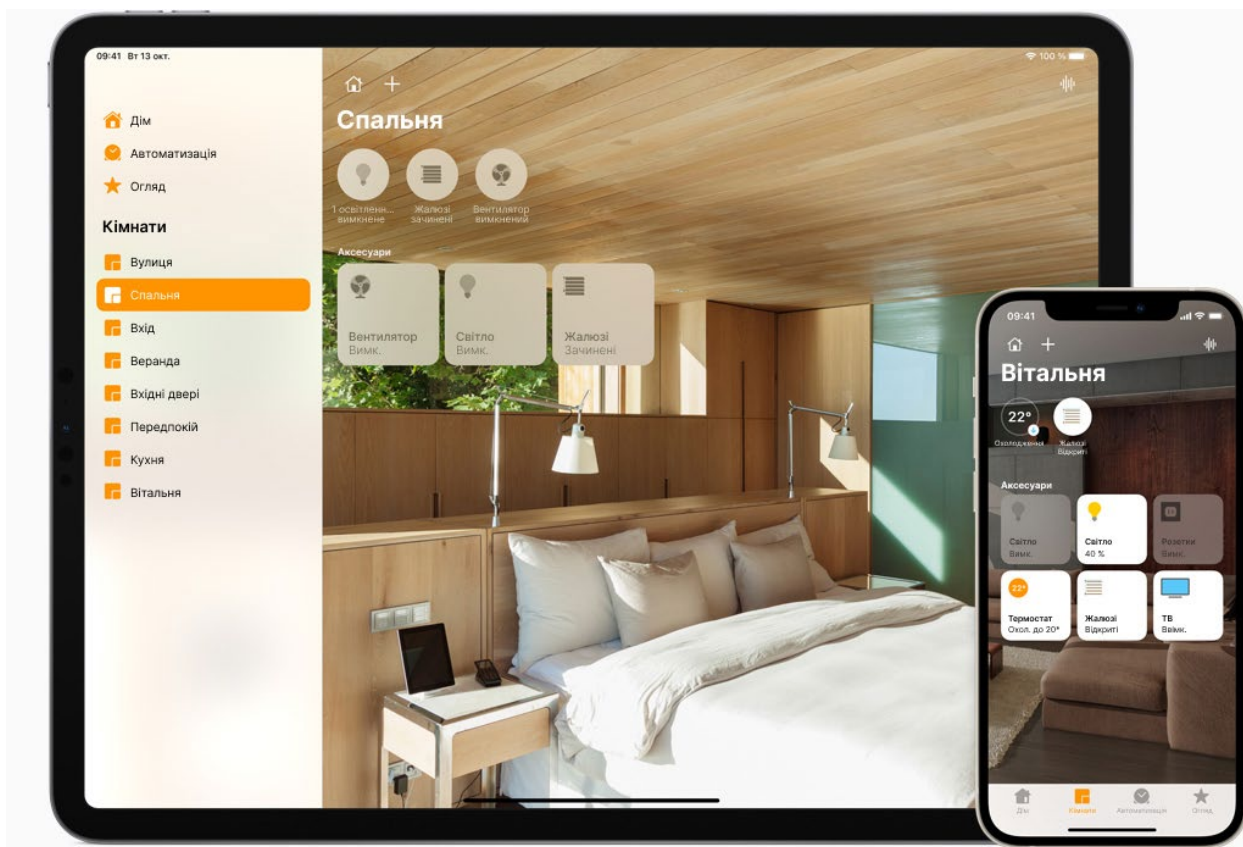 09:41 Вт 13 окт.
100 %
Дім
Автоматизація
Огляд
Кімнати
Вулиця
Спальня
Вхід
Веранда
Вхідні двері
Передпокій
Кухня
Вітальня
Спальня
1 освітленн...
вимкнене
Жалюзі
зачинені
Вентилятор
вимкнений
Аксесуари
Вентилятор
Вимк.
Світло
Вимк.
Жалюзі
Зачинені
09:41
Вітальня
22°
Охолодження
Жалюзі
Відкриті
Аксесуари
Світло
Вимк.
Світло
40 %
Розетки
Вимк.
22°
Термостат
Охол. до 20°
Жалюзі
Відкриті
ТВ
Ввімк.
Дім
Кімнати
Автоматизація
Огляд